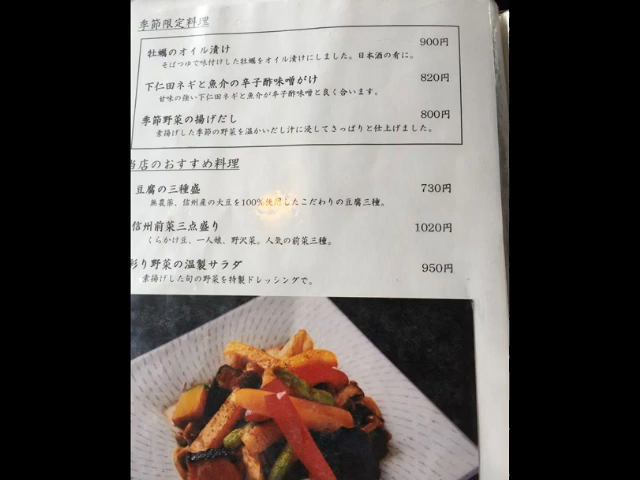 季節限定料理
牡蠣のオイル漬け 900円
そばつゆで味付けした牡蠣をオイル漬けにしました。日本酒の肴に。
下仁田ネギと魚介の辛子酢味噌がけ 820円
甘味の強い下仁田ネギと魚介が辛子酢味噌と良く合います。
季節野菜の揚げだし 800円
素揚げした季節の野菜を温かいだし汁に浸してさっぱりと仕上げました。
当店のおすすめ料理
豆腐の三種盛 730円
無農薬、信州産の大豆を100%使用したこだわりの豆腐三種。
信州前菜三点盛り 1020円
くらかけ豆、一人娘、野沢菜。人気の前菜三種。
彩り野菜の温製サラダ 950円
素揚げした旬の野菜を特製ドレッシングで。